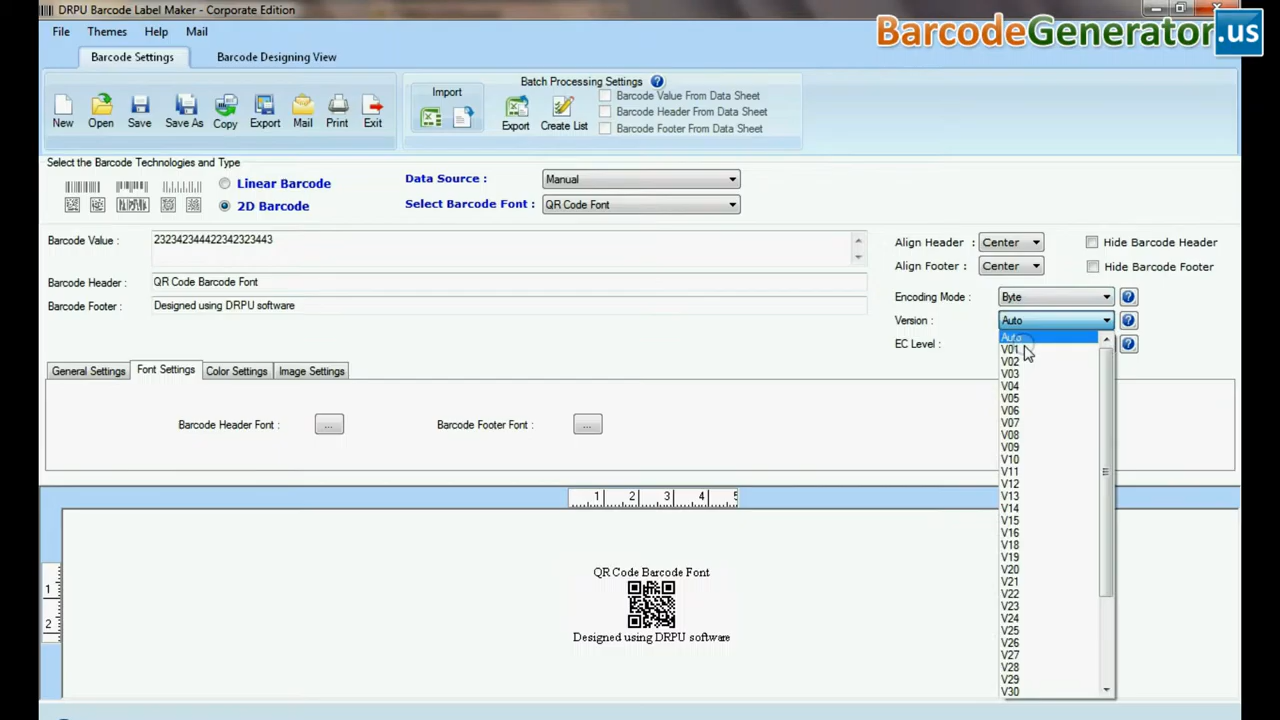 DRPU Barcode Label Maker - Corporate Edition
BarcodeGenerator.us
File Themes Help Mail
Barcode Settings Barcode Designing View
Batch Processing Settings ?
Import
Barcode Value From Data Sheet
Barcode Header From Data Sheet
Barcode Footer From Data Sheet
New Open Save Save As Copy Export Mail Print Exit Export Create List
Select the Barcode Technologies and Type
Linear Barcode
2D Barcode
Data Source : Manual
Select Barcode Font : QR Code Font
Barcode Value : 232342344422342323443
Barcode Header : QR Code Barcode Font
Barcode Footer : Designed using DRPU software
Align Header : Center Hide Barcode Header
Align Footer : Center Hide Barcode Footer
Encoding Mode : Byte ?
Version : Auto ?
EC Level : ?
Auto
V01
V02
V03
V04
V05
V06
V07
V08
V09
V10
V11
V12
V13
V14
V15
V16
V18
V19
V20
V21
V22
V23
V24
V25
V26
V27
V28
V29
V30
General Settings Font Settings Color Settings Image Settings
Barcode Header Font : ... Barcode Footer Font : ...
1 2 3 4 5
1
2
QR Code Barcode Font
Designed using DRPU software